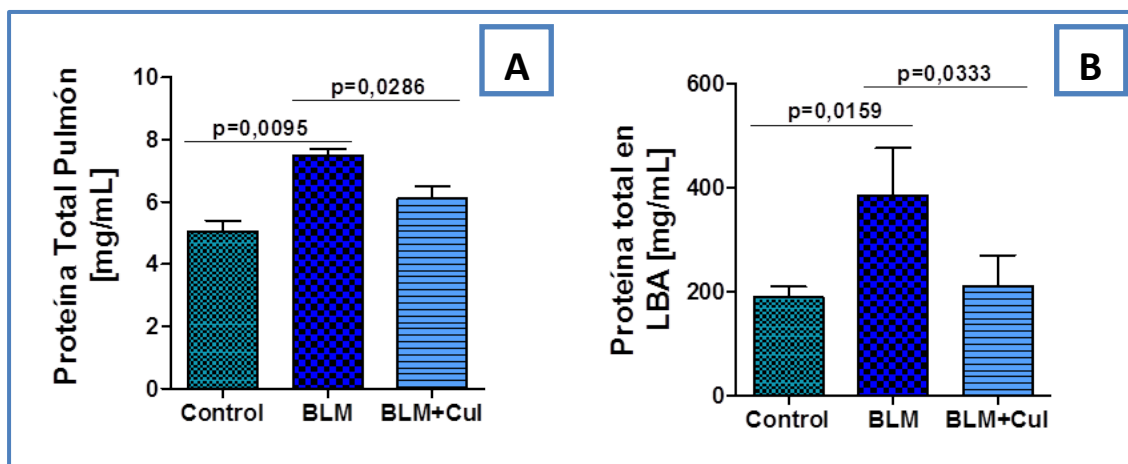 A
Proteína Total Pulmón
[mg/mL]
10
8
6
4
2
0
p=0,0286
p=0,0095
Control
BLM
BLM+Cul
B
Proteína total en
LBA [mg/mL]
600
400
200
0
p=0,0333
p=0,0159
Control
BLM
BLM+Cul